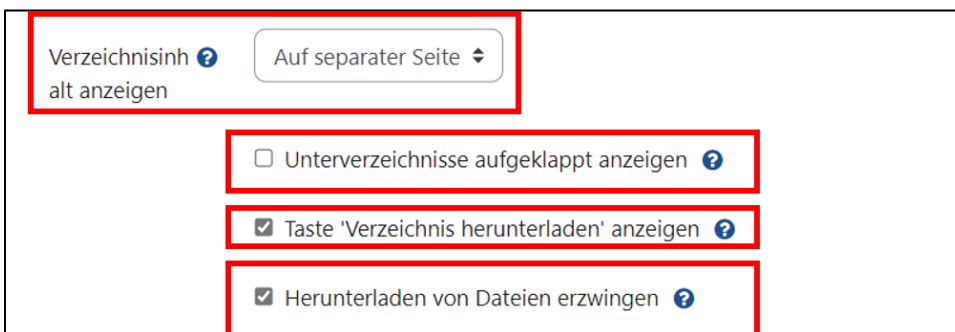 Verzeichnisinh
alt anzeigen
Auf separater Seite
Unterverzeichnisse aufgeklappt anzeigen
Taste 'Verzeichnis herunterladen' anzeigen
Herunterladen von Dateien erzwingen